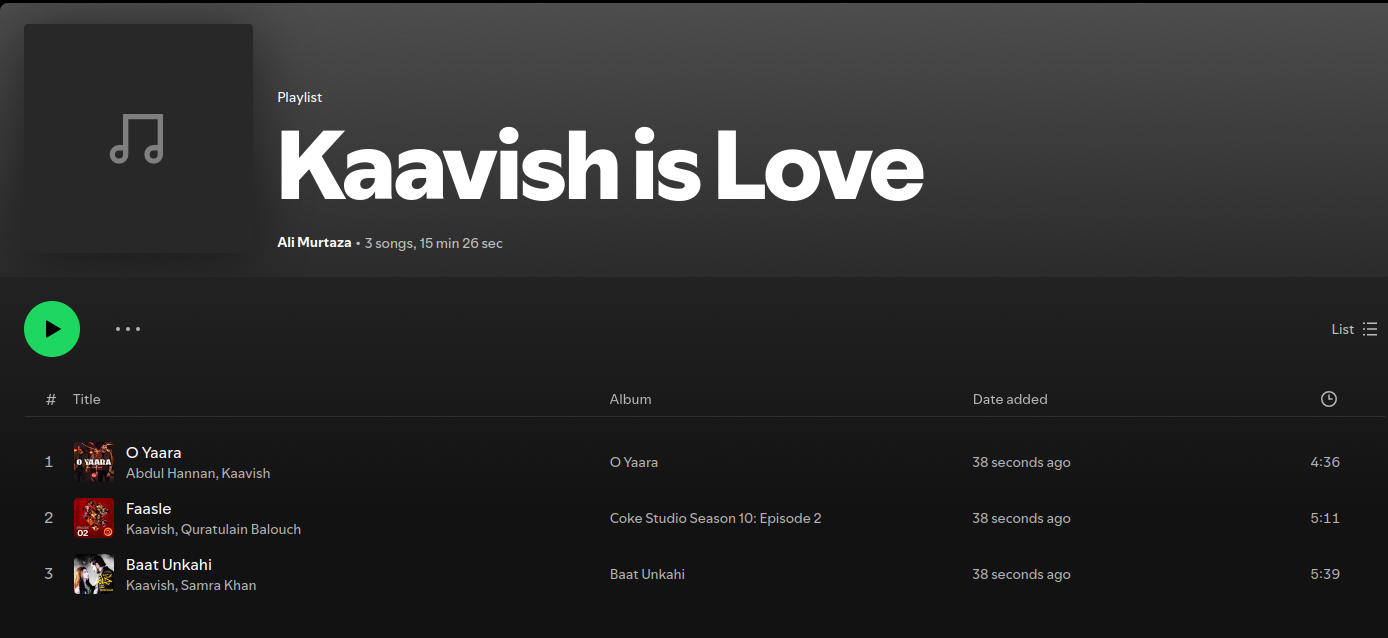 Playlist
Kaavish is Love
Ali Murtaza • 3 songs, 15 min 26 sec
List
# Title Album Date added
1 O Yaara O Yaara 38 seconds ago 4:36
Abdul Hannan, Kaavish
O YAARA
2 Faasle Coke Studio Season 10: Episode 2 38 seconds ago 5:11
Kaavish, Quratulain Balouch
02
3 Baat Unkahi Baat Unkahi 38 seconds ago 5:39
Kaavish, Samra Khan